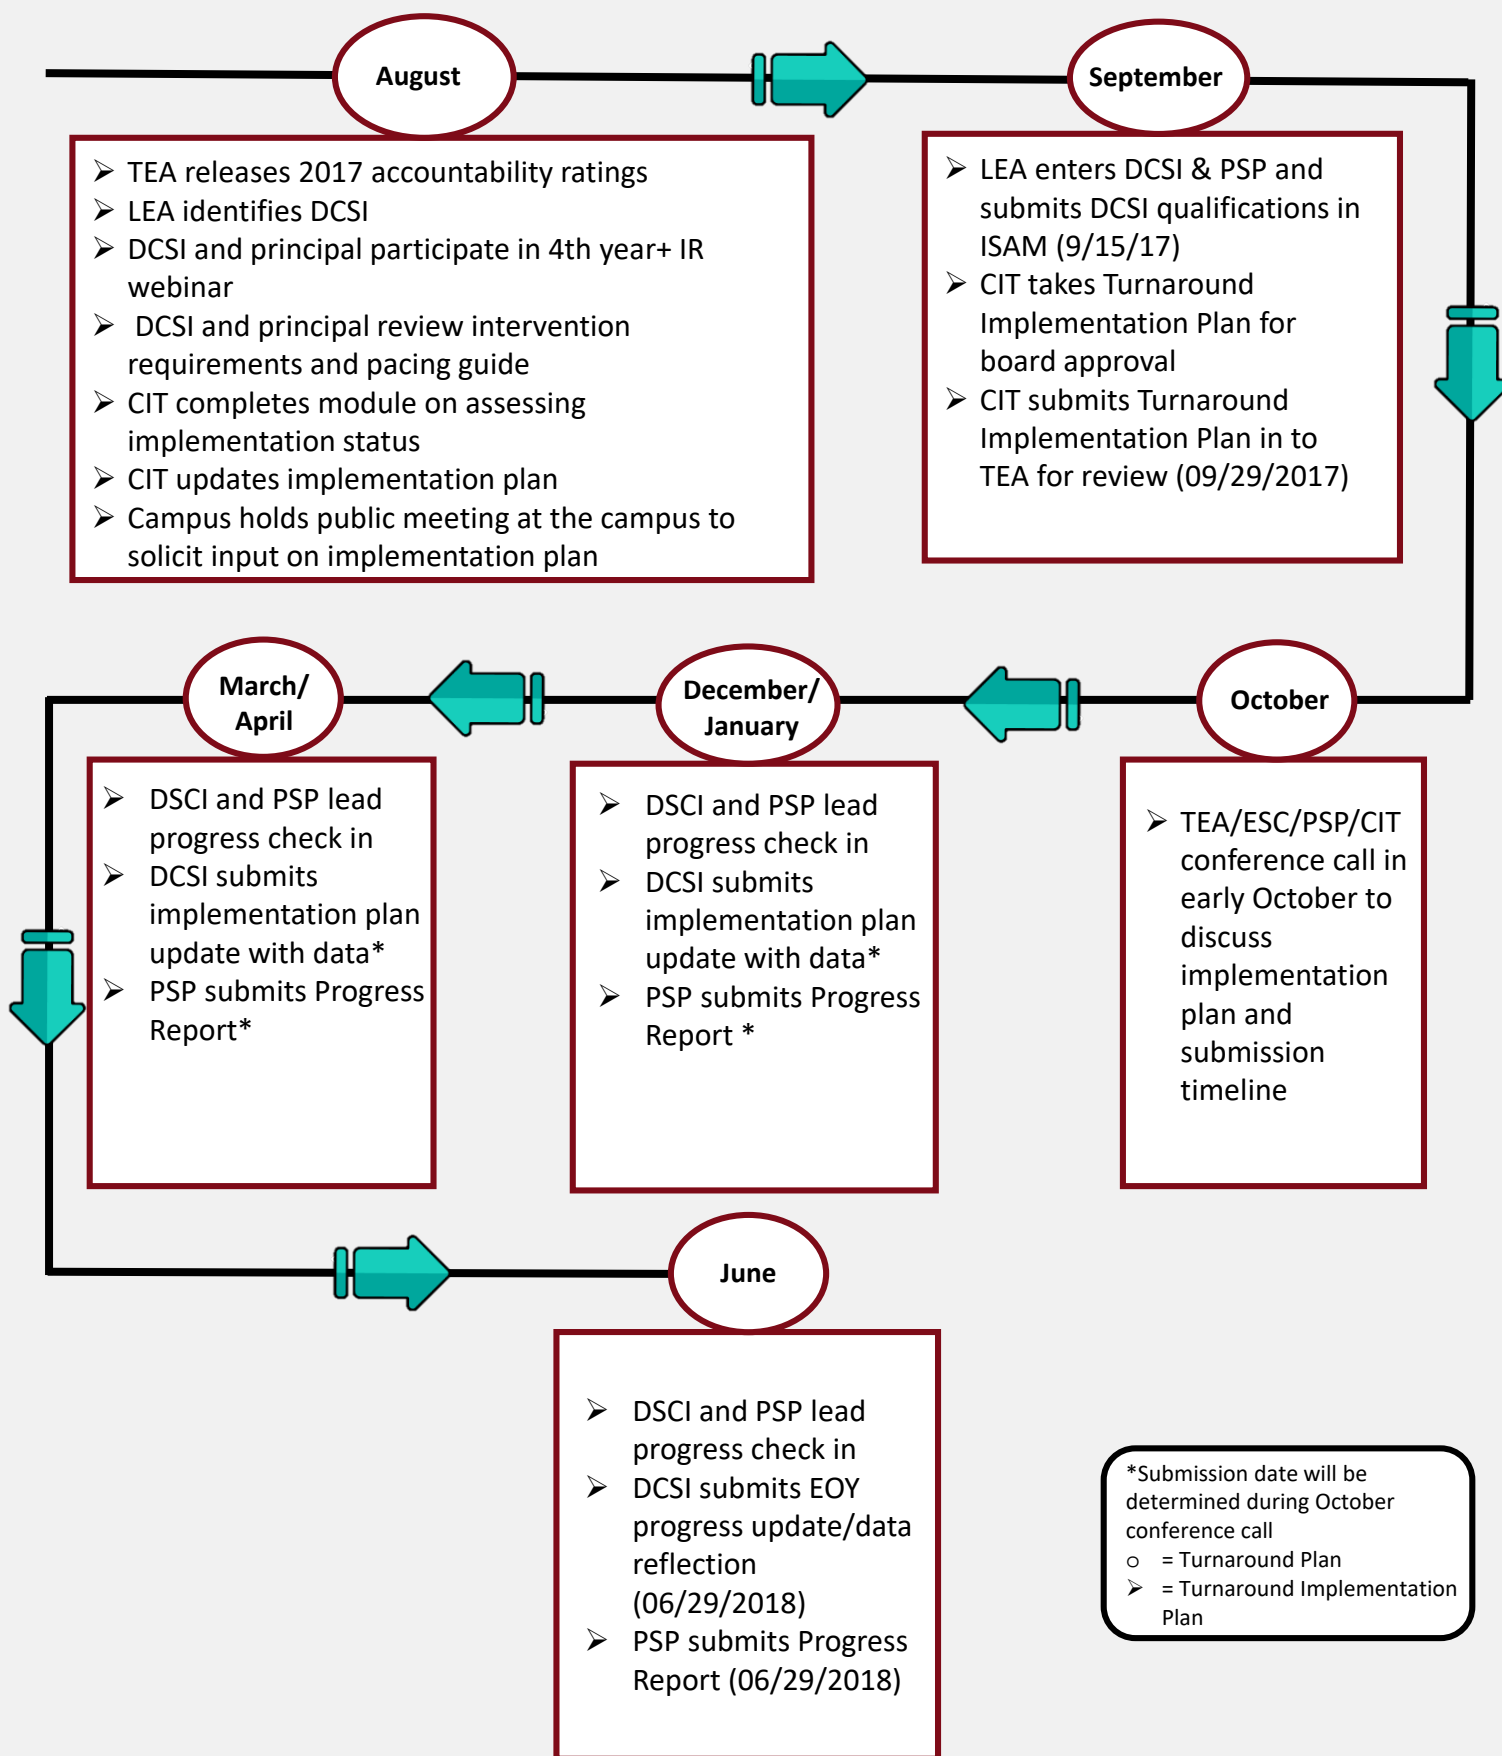 August
➢ TEA releases 2017 accountability ratings
➢ LEA identifies DCSI
➢ DCSI and principal participate in 4th year+ IR
webinar
➢ DCSI and principal review intervention
requirements and pacing guide
➢ CIT completes module on assessing
implementation status
➢ CIT updates implementation plan
➢ Campus holds public meeting at the campus to
solicit input on implementation plan
September
➢ LEA enters DCSI & PSP and
submits DCSI qualifications in
ISAM (9/15/17)
➢ CIT takes Turnaround
Implementation Plan for
board approval
➢ CIT submits Turnaround
Implementation Plan in to
TEA for review (09/29/2017)
October
➢ TEA/ESC/PSP/CIT
conference call in
early October to
discuss
implementation
plan and
submission
timeline
December/
January
➢ DSCI and PSP lead
progress check in
➢ DCSI submits
implementation plan
update with data*
➢ PSP submits Progress
Report *
March/
April
➢ DSCI and PSP lead
progress check in
➢ DCSI submits
implementation plan
update with data*
➢ PSP submits Progress
Report*
June
➢ DSCI and PSP lead
progress check in
➢ DCSI submits EOY
progress update/data
reflection
(06/29/2018)
➢ PSP submits Progress
Report (06/29/2018)
*Submission date will be
determined during October
conference call
o = Turnaround Plan
➢ = Turnaround Implementation
Plan